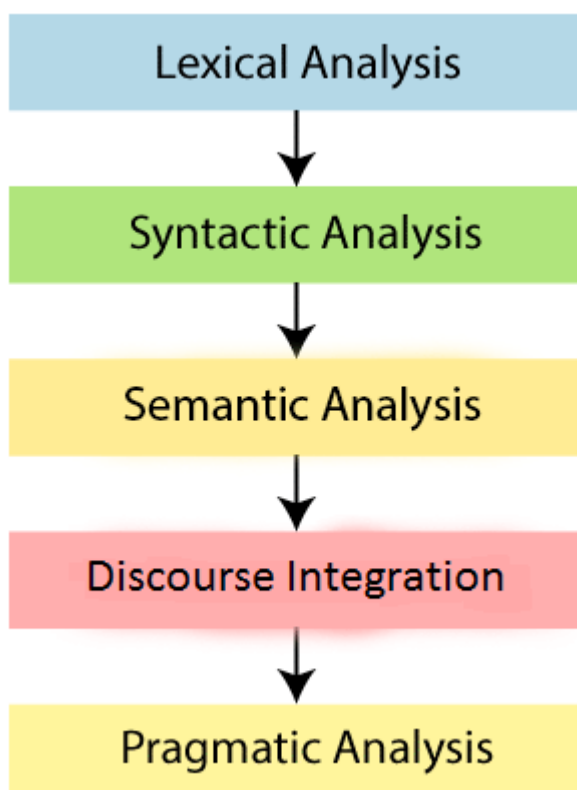 Lexical Analysis
Syntactic Analysis
Semantic Analysis
Discourse Integration
Pragmatic Analysis